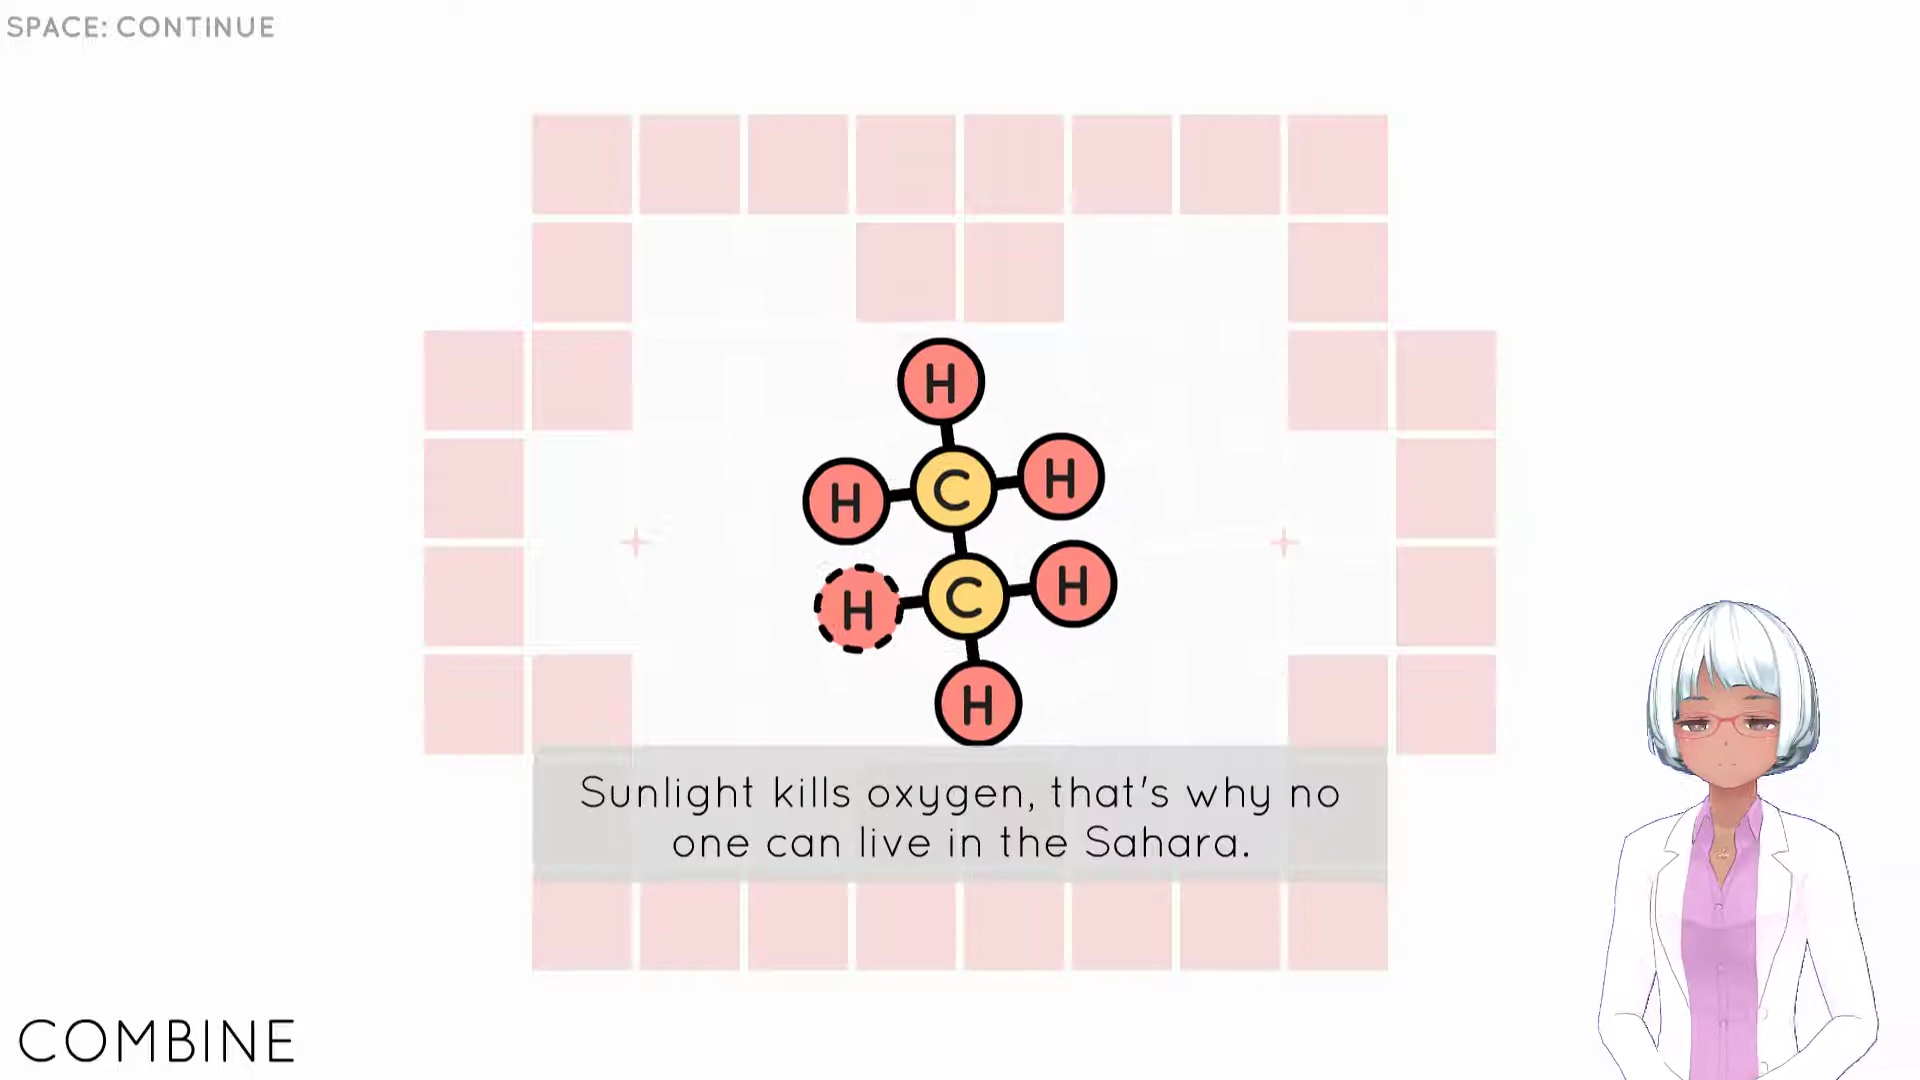 SPACE: CONTINUE
H
H C H
H C H
H
Sunlight kills oxygen, that's why no
one can live in the Sahara.
COMBINE